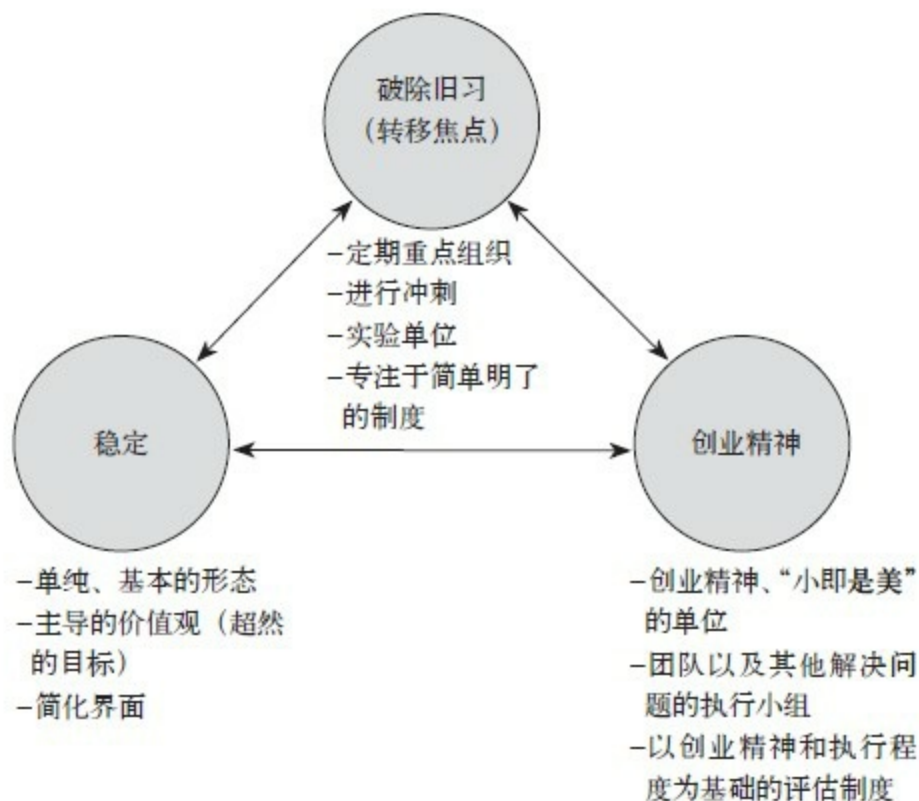 破除旧习
（转移焦点）
–定期重点组织
–进行冲刺
–实验单位
–专注于简单明了
的制度
稳定
创业精神
–单纯、基本的形态
–主导的价值观（超然
的目标）
–简化界面
–创业精神、“小即是美”
的单位
–团队以及其他解决问
题的执行小组
–以创业精神和执行程
度为基础的评估制度